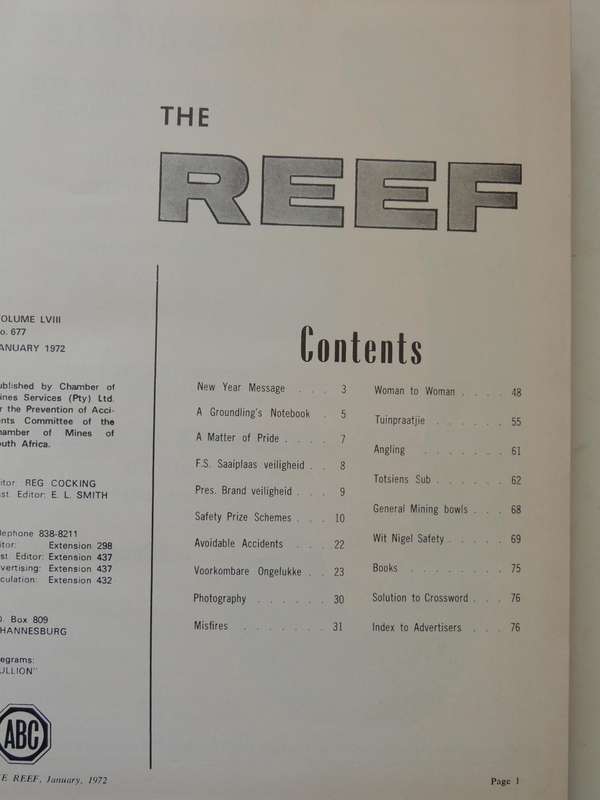 THE
REEF
OLUME LVIII
o. 677
ANUARY 1972
ublished by Chamber of
ines Services (Pty) Ltd.
r the Prevention of Acci-
ents Committee of the
hamber of Mines of
outh Africa.
itor: REG COCKING
st. Editor: E. L. SMITH
lephone 838-8211
itor: Extension 298
st. Editor: Extension 437
vertising: Extension 437
culation: Extension 432
O. Box 809
HANNESBURG
egrams:
ULLION"
ABC
E REEF, January, 1972
Contents
New Year Message . . . 3
A Groundling's Notebook . 5
A Matter of Pride . . . . 7
F.S. Saaiplaas veiligheid . . 8
Pres. Brand veiligheid . . . 9
Safety Prize Schemes . . . 10
Avoidable Accidents . . . 22
Voorkombare Ongelukke . . 23
Photography . . . . . . 30
Misfires . . . . . . . 31
Woman to Woman . . . . 48
Tuinpraatjie . . . . . . 55
Angling . . . . . . . 61
Totsiens Sub . . . . . . 62
General Mining bowls . . . 68
Wit Nigel Safety . . . . . 69
Books . . . . . . . . 75
Solution to Crossword . . . 76
Index to Advertisers . . . 76
Page 1